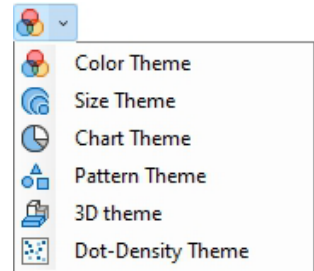 Color Theme
Size Theme
Chart Theme
Pattern Theme
3D theme
Dot-Density Theme